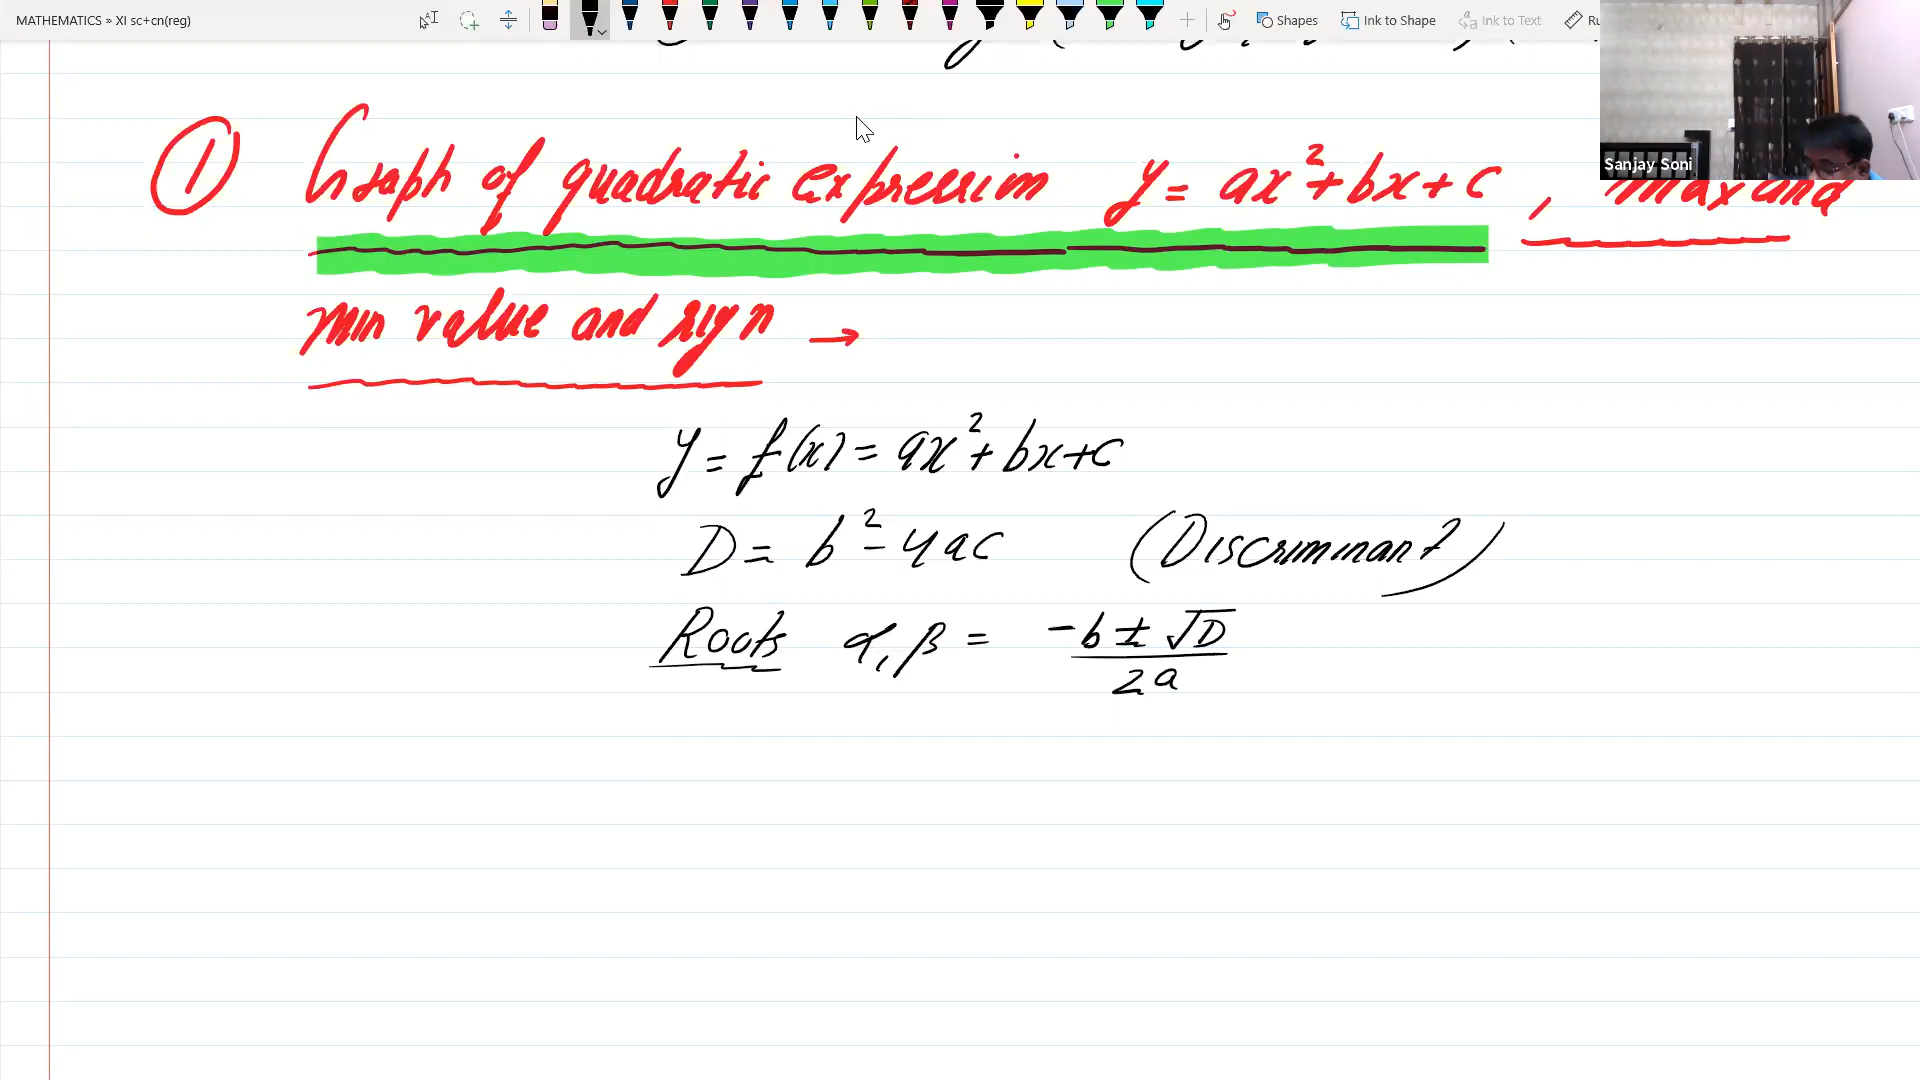 MATHEMATICS » XI sc+cn(reg)
Shapes
Ink to Shape
Ink to Text
Ru
Sanjay Soni
① Graph of quadratic expression y = ax²+bx+c , max and
min value and sign →
y = f(x) = ax²+bx+c
D = b²-4ac (Discriminant)
Roots α, β = -b ± √D / 2a